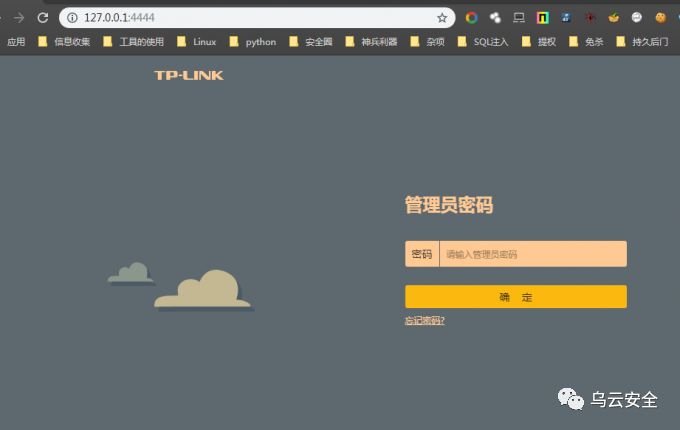 127.0.0.1:4444
应用 信息收集 工具的使用 Linux python 安全圈 神兵利器 杂项 SQL注入 提权 免杀 持久后门
TP-LINK
管理员密码
密码 请输入管理员密码
确 定
忘记密码?
乌云安全